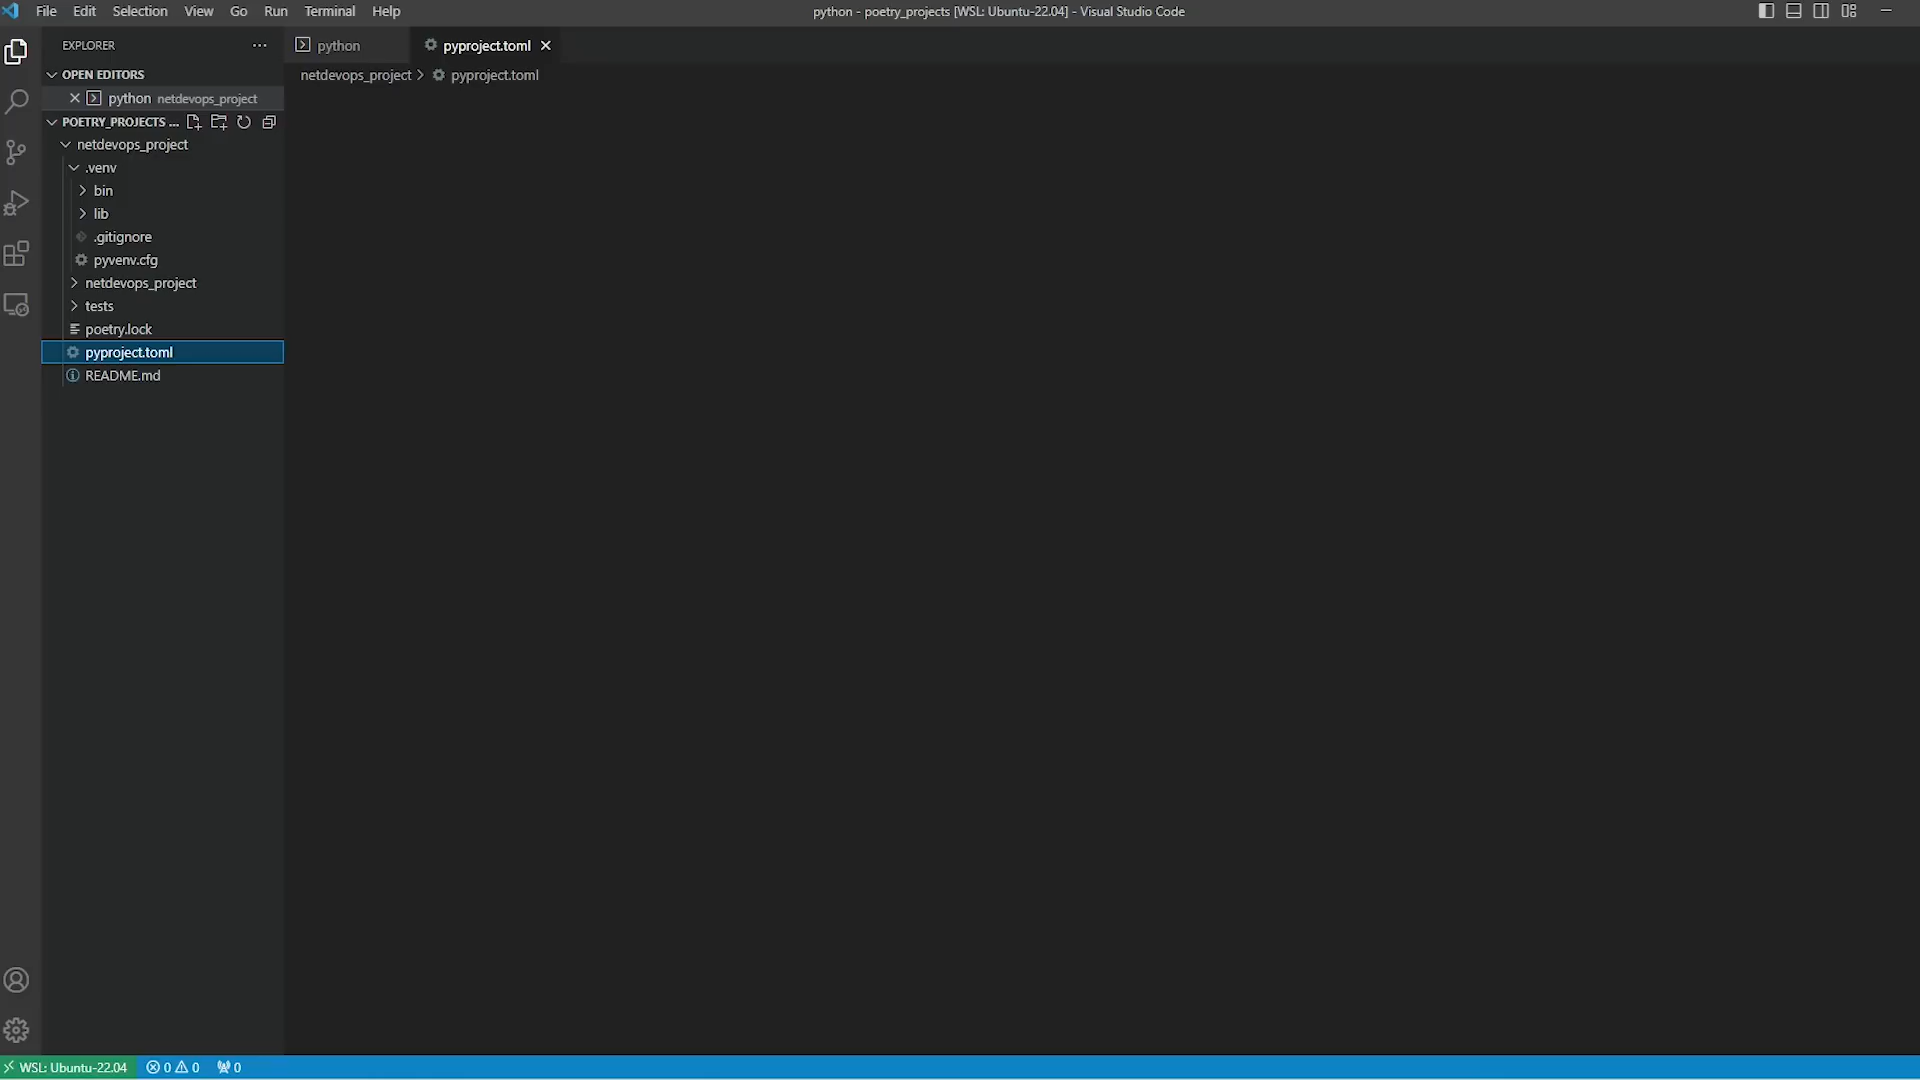 File Edit Selection View Go Run Terminal Help
python - poetry_projects [WSL: Ubuntu-22.04] - Visual Studio Code
EXPLORER
python
pyproject.toml
OPEN EDITORS
netdevops_project > pyproject.toml
python netdevops_project
POETRY_PROJECTS ...
netdevops_project
.venv
bin
lib
.gitignore
pyvenv.cfg
netdevops_project
tests
poetry.lock
pyproject.toml
README.md
WSL: Ubuntu-22.04 0 0 0